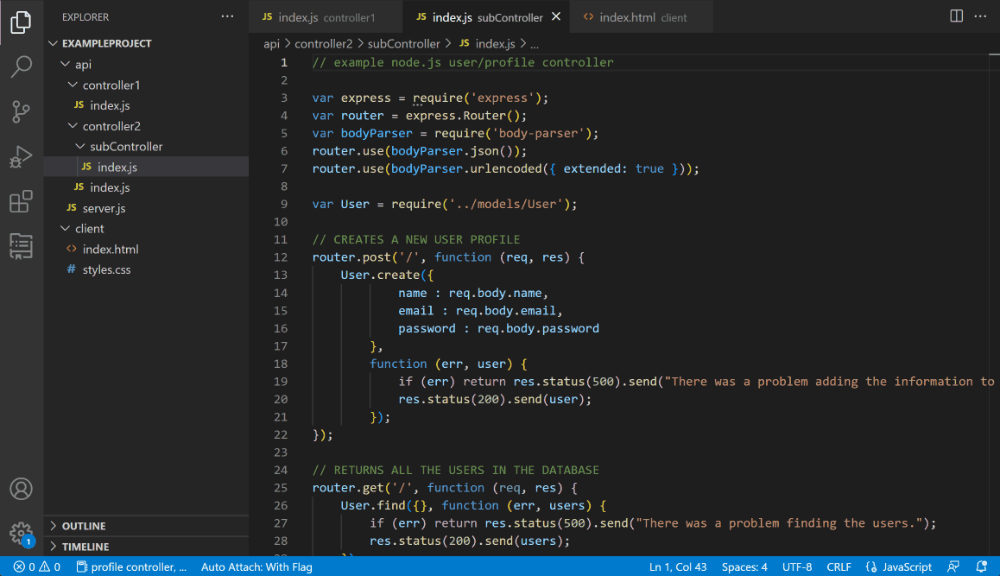 EXPLORER
EXAMPLEPROJECT
api
controller1
JS index.js
controller2
subController
JS index.js
JS index.js
JS server.js
client
<> index.html
# styles.css
OUTLINE
TIMELINE
1
JS index.js controller1
JS index.js subController
<> index.html client
api > controller2 > subController > JS index.js > ...
1 // example node.js user/profile controller
2
3 var express = require('express');
4 var router = express.Router();
5 var bodyParser = require('body-parser');
6 router.use(bodyParser.json());
7 router.use(bodyParser.urlencoded({ extended: true }));
8
9 var User = require('../models/User');
10
11 // CREATES A NEW USER PROFILE
12 router.post('/', function (req, res) {
13 User.create({
14 name : req.body.name,
15 email : req.body.email,
16 password : req.body.password
17 },
18 function (err, user) {
19 if (err) return res.status(500).send("There was a problem adding the information to
20 res.status(200).send(user);
21 });
22 });
23
24 // RETURNS ALL THE USERS IN THE DATABASE
25 router.get('/', function (req, res) {
26 User.find({}, function (err, users) {
27 if (err) return res.status(500).send("There was a problem finding the users.");
28 res.status(200).send(users);
0 0 profile controller, ... Auto Attach: With Flag Ln 1, Col 43 Spaces: 4 UTF-8 CRLF JavaScript